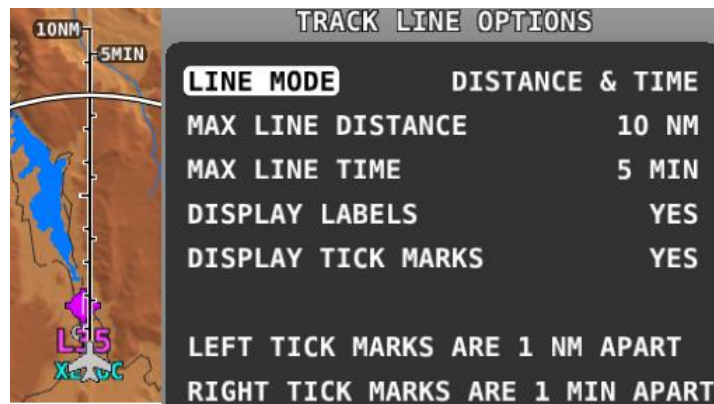 10NM
5MIN
L35
TRACK LINE OPTIONS
LINE MODE DISTANCE & TIME
MAX LINE DISTANCE 10 NM
MAX LINE TIME 5 MIN
DISPLAY LABELS YES
DISPLAY TICK MARKS YES
LEFT TICK MARKS ARE 1 NM APART
RIGHT TICK MARKS ARE 1 MIN APART